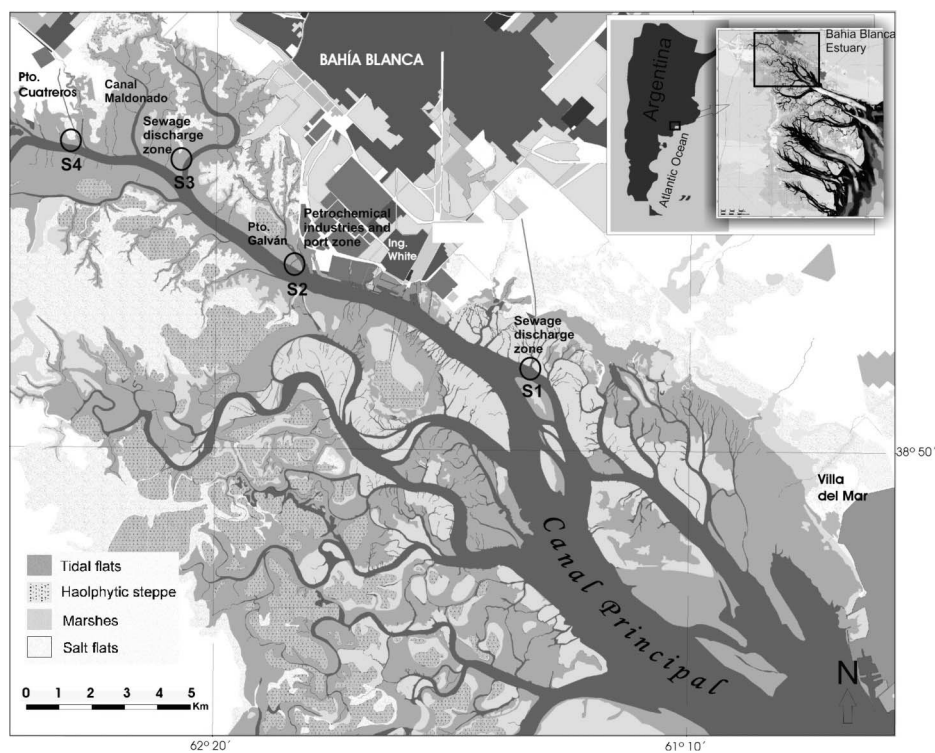 Bahia Blanca
Estuary
Argentina
Atlantic Ocean
BAHÍA BLANCA
Pto.
Cuatreros
Canal
Maldonado
Sewage
discharge
zone
S4
S3
Petrochemical
industries and
port zone
Pto.
Galván
Ing.
White
S2
Sewage
discharge
zone
S1
38º 50´
Villa
del Mar
Canal Principal
Tidal flats
Haolphytic steppe
Marshes
Salt flats
0 1 2 3 4 5
Km
N
62º 20´
61º 10´